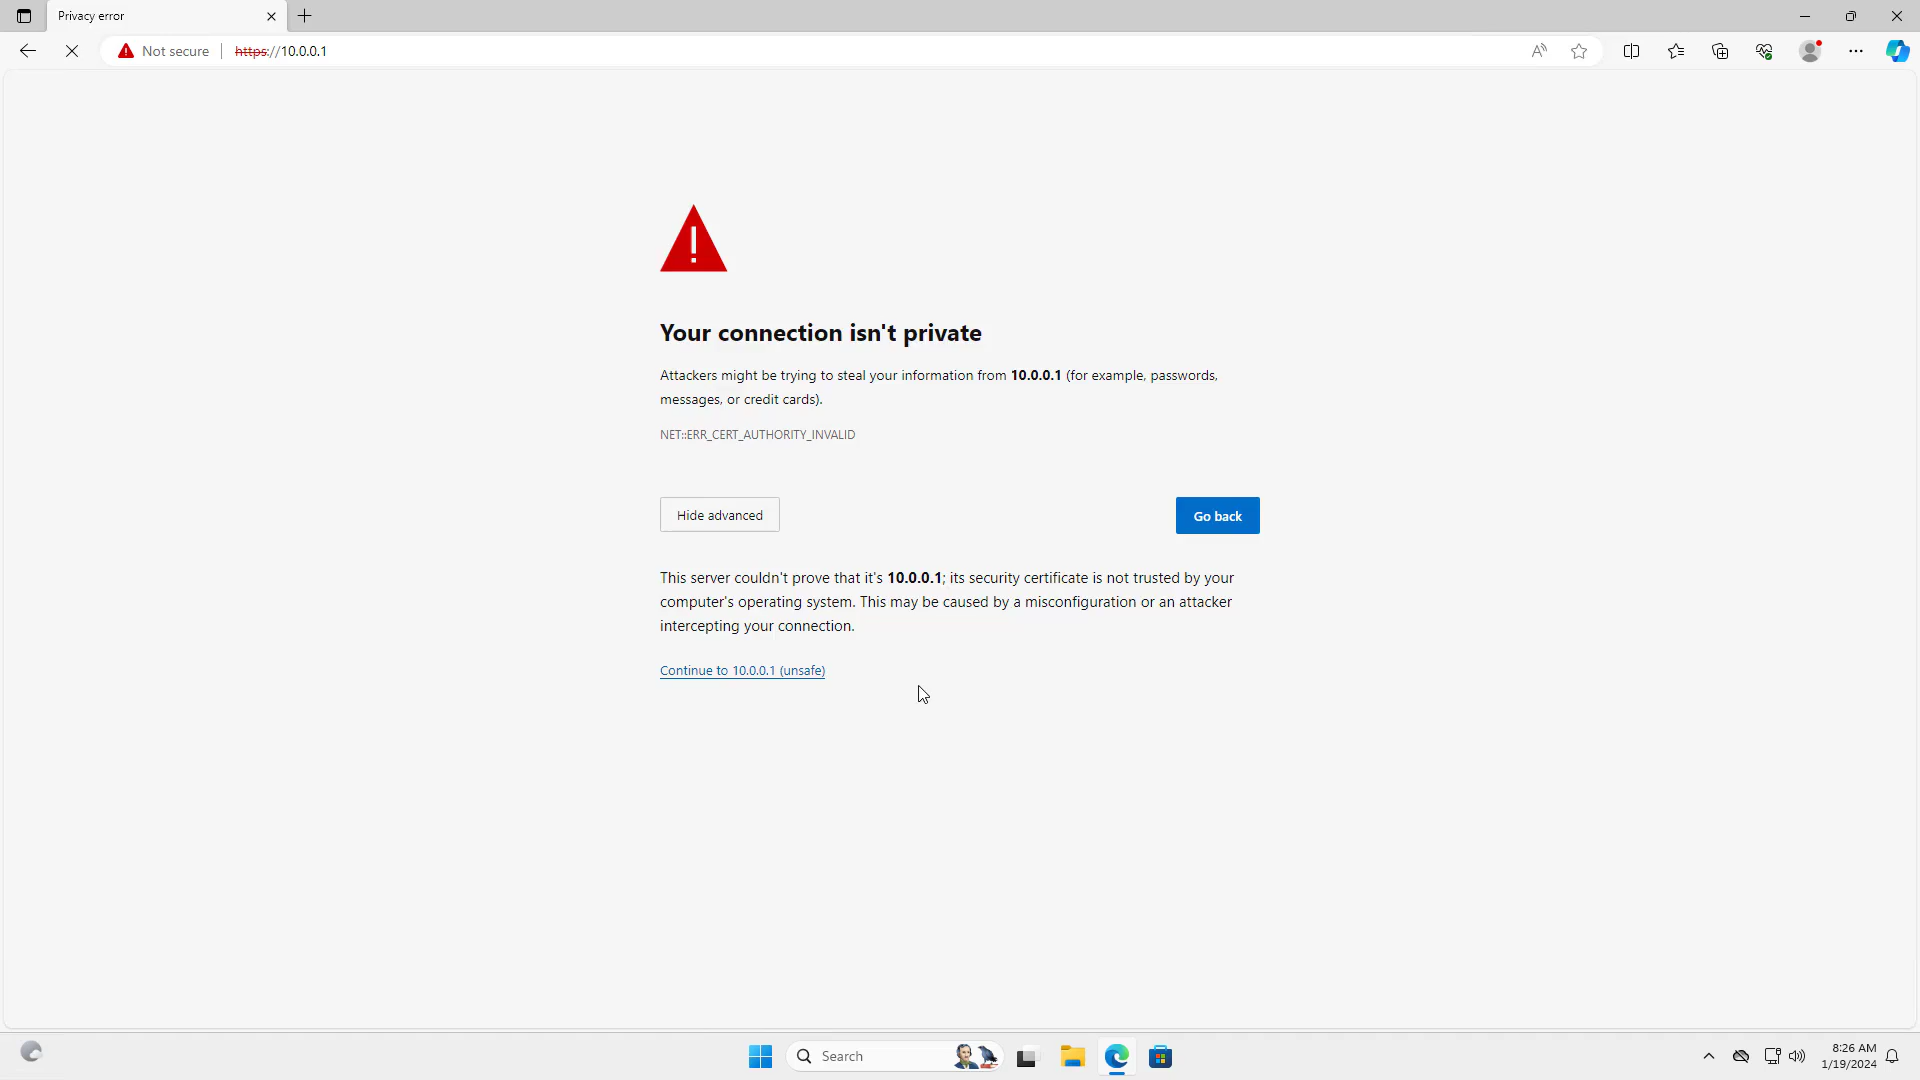 Privacy error
Not secure
https://10.0.0.1
Your connection isn't private
Attackers might be trying to steal your information from 10.0.0.1 (for example, passwords,
messages, or credit cards).
NET::ERR_CERT_AUTHORITY_INVALID
Hide advanced
Go back
This server couldn't prove that it's 10.0.0.1; its security certificate is not trusted by your
computer's operating system. This may be caused by a misconfiguration or an attacker
intercepting your connection.
Continue to 10.0.0.1 (unsafe)
Search
8:26 AM
1/19/2024